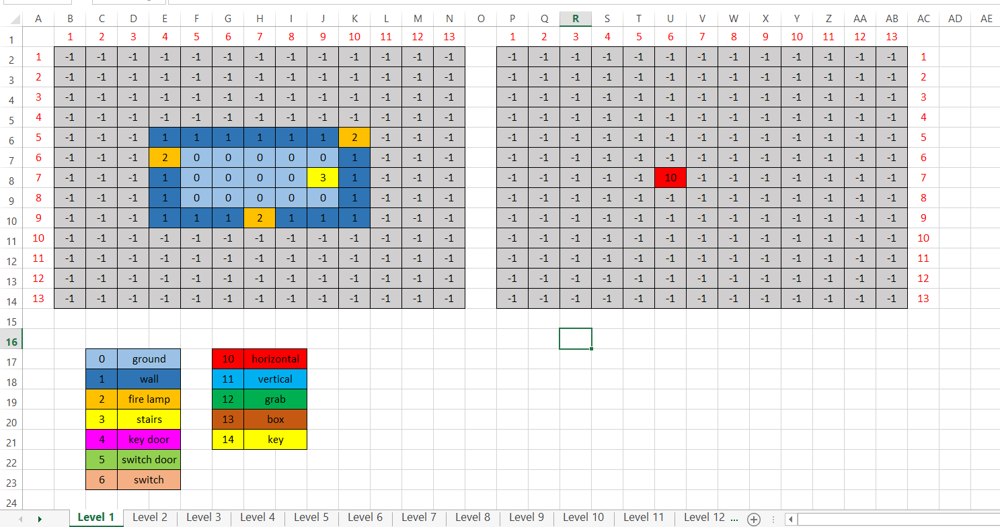 A B C D E F G H I J K L M N O P Q R S T U V W X Y Z AA AB AC AD AE
1 1 2 3 4 5 6 7 8 9 10 11 12 13 1 2 3 4 5 6 7 8 9 10 11 12 13
2 1 -1 -1 -1 -1 -1 -1 -1 -1 -1 -1 -1 -1 -1 -1 -1 -1 -1 -1 -1 -1 -1 -1 -1 -1 -1 -1 1
3 2 -1 -1 -1 -1 -1 -1 -1 -1 -1 -1 -1 -1 -1 -1 -1 -1 -1 -1 -1 -1 -1 -1 -1 -1 -1 -1 2
4 3 -1 -1 -1 -1 -1 -1 -1 -1 -1 -1 -1 -1 -1 -1 -1 -1 -1 -1 -1 -1 -1 -1 -1 -1 -1 -1 3
5 4 -1 -1 -1 -1 -1 -1 -1 -1 -1 -1 -1 -1 -1 -1 -1 -1 -1 -1 -1 -1 -1 -1 -1 -1 -1 -1 4
6 5 -1 -1 -1 1 1 1 1 1 1 2 -1 -1 -1 -1 -1 -1 -1 -1 -1 -1 -1 -1 -1 -1 -1 -1 5
7 6 -1 -1 -1 2 0 0 0 0 0 1 -1 -1 -1 -1 -1 -1 -1 -1 -1 -1 -1 -1 -1 -1 -1 -1 6
8 7 -1 -1 -1 1 0 0 0 0 3 1 -1 -1 -1 -1 -1 -1 -1 -1 10 -1 -1 -1 -1 -1 -1 -1 7
9 8 -1 -1 -1 1 0 0 0 0 0 1 -1 -1 -1 -1 -1 -1 -1 -1 -1 -1 -1 -1 -1 -1 -1 -1 8
10 9 -1 -1 -1 1 1 1 2 1 1 1 -1 -1 -1 -1 -1 -1 -1 -1 -1 -1 -1 -1 -1 -1 -1 -1 9
11 10 -1 -1 -1 -1 -1 -1 -1 -1 -1 -1 -1 -1 -1 -1 -1 -1 -1 -1 -1 -1 -1 -1 -1 -1 -1 -1 10
12 11 -1 -1 -1 -1 -1 -1 -1 -1 -1 -1 -1 -1 -1 -1 -1 -1 -1 -1 -1 -1 -1 -1 -1 -1 -1 -1 11
13 12 -1 -1 -1 -1 -1 -1 -1 -1 -1 -1 -1 -1 -1 -1 -1 -1 -1 -1 -1 -1 -1 -1 -1 -1 -1 -1 12
14 13 -1 -1 -1 -1 -1 -1 -1 -1 -1 -1 -1 -1 -1 -1 -1 -1 -1 -1 -1 -1 -1 -1 -1 -1 -1 -1 13
15
16
17 0 ground 10 horizontal
18 1 wall 11 vertical
19 2 fire lamp 12 grab
20 3 stairs 13 box
21 4 key door 14 key
22 5 switch door
23 6 switch
24
Level 1 Level 2 Level 3 Level 4 Level 5 Level 6 Level 7 Level 8 Level 9 Level 10 Level 11 Level 12 ...